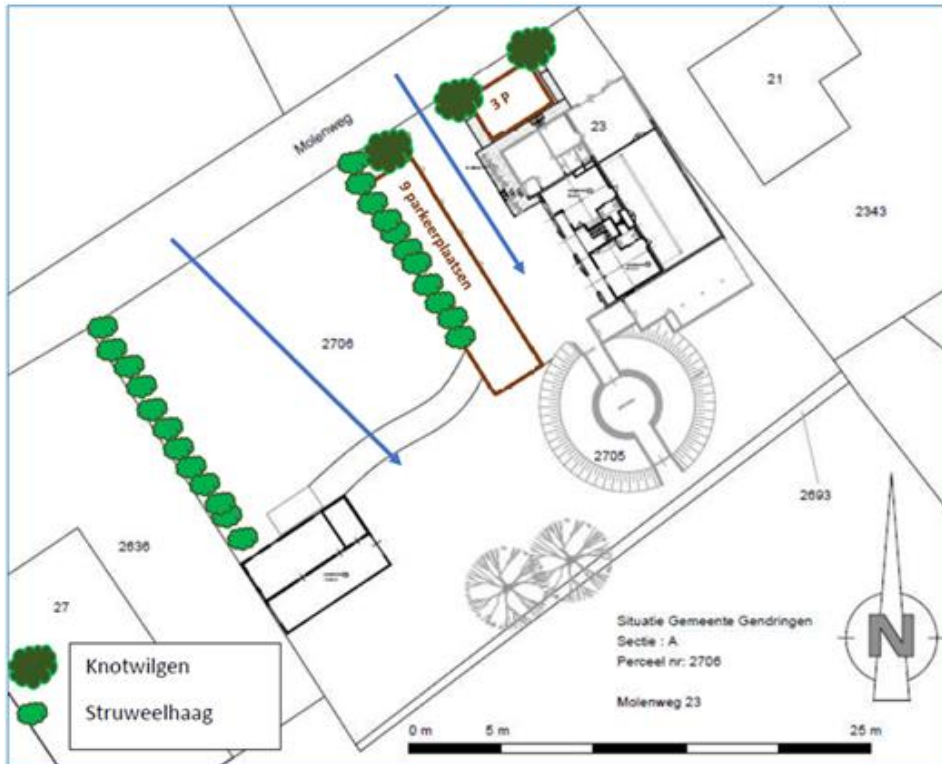 21
3 P
23
Molenweg
9 parkeerplaatsen
2343
2706
2705
2693
2636
27
Situatie Gemeente Gendringen
Sectie : A
Perceel nr: 2706
Molenweg 23
N
Knotwilgen
Struweelhaag
0 m 5 m 25 m